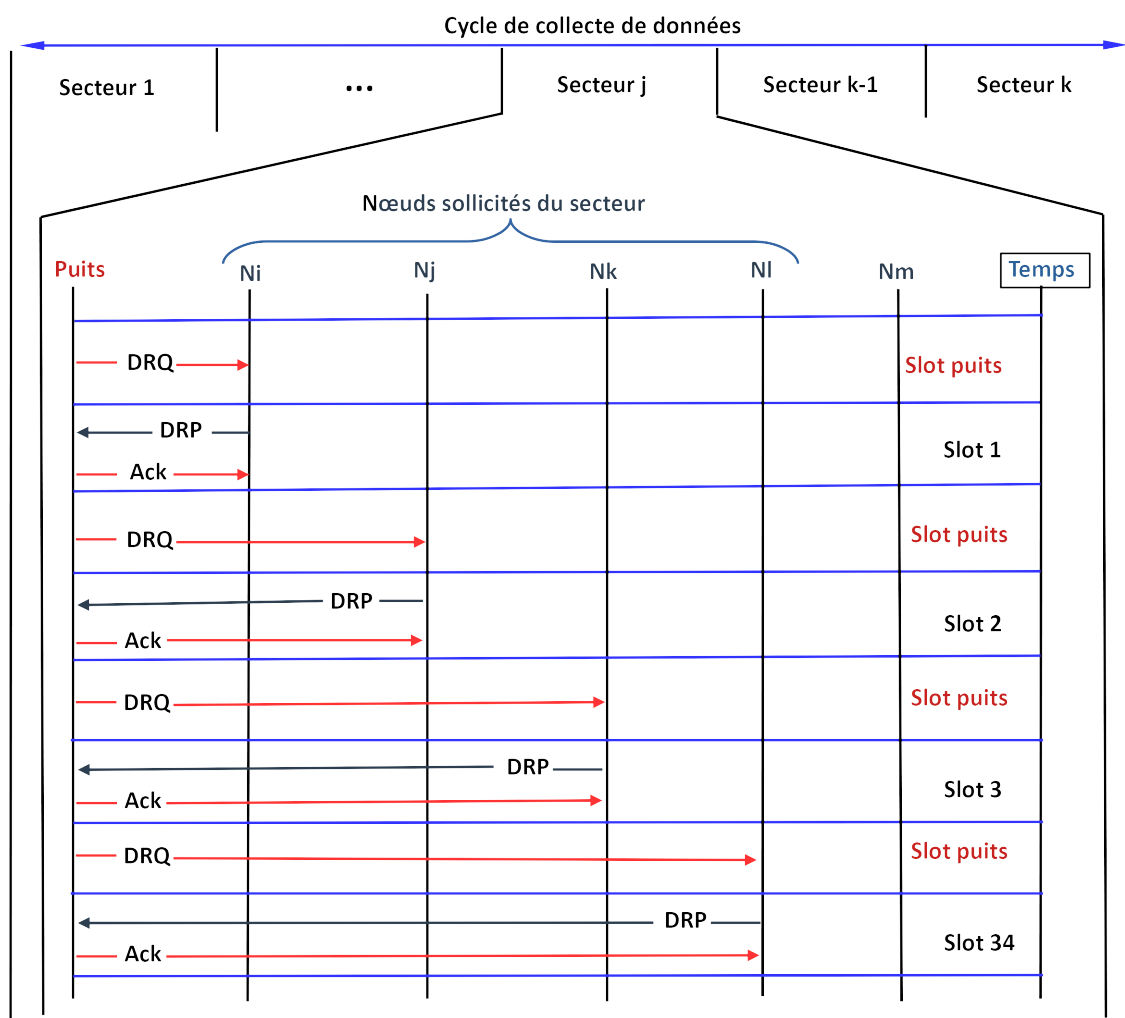 Cycle de collecte de données
Secteur 1 ... Secteur j Secteur k-1 Secteur k
Nœuds sollicités du secteur
Puits Ni Nj Nk Nl Nm Temps
DRQ Slot puits
DRP
Slot 1
Ack
DRQ Slot puits
DRP
Slot 2
Ack
DRQ Slot puits
DRP
Slot 3
Ack
DRQ Slot puits
DRP
Slot 34
Ack